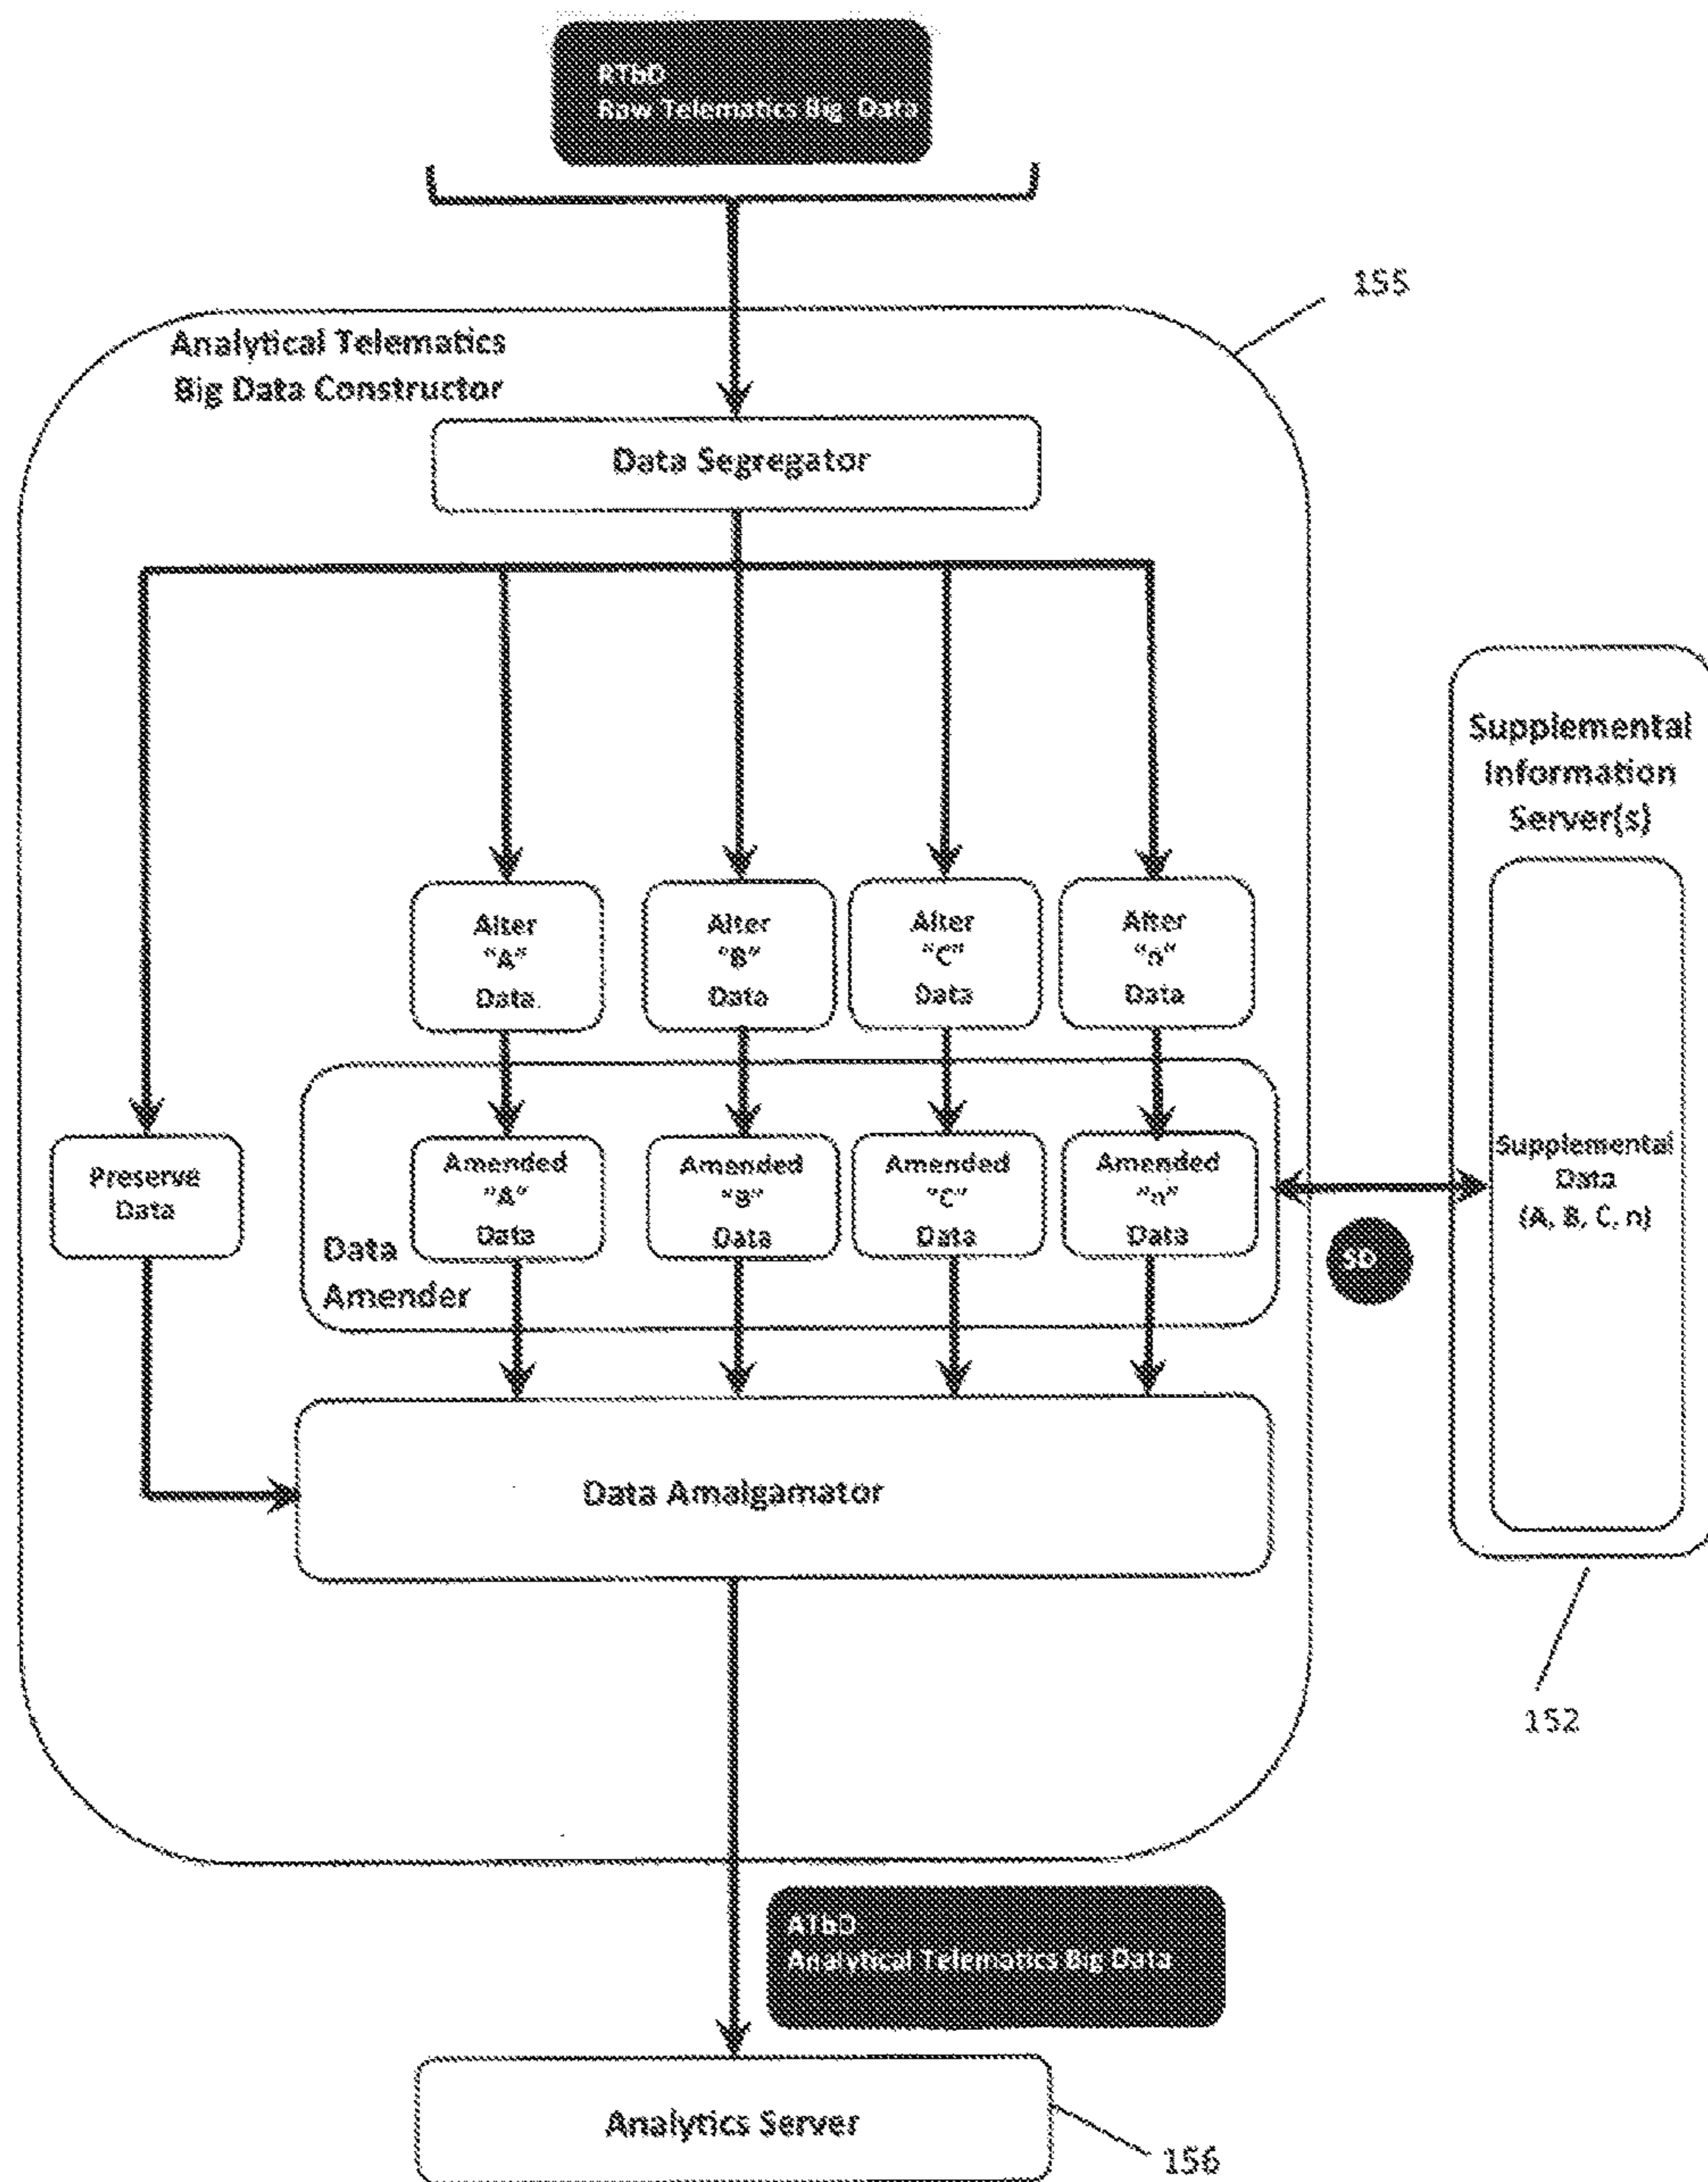 RTbD
Raw Telematics Big Data
155
Analytical Telematics
Big Data Constructor
Data Segregator
Supplemental
Information
Server(s)
Alter
"A"
Data
Alter
"B"
Data
Alter
"C"
Data
Alter
"n"
Data
Preserve
Data
Data
Amender
Amended
"A"
Data
Amended
"B"
Data
Amended
"C"
Data
Amended
"n"
Data
SD
Supplemental
Data
(A, B, C, n)
Data Amalgamator
152
ATbD
Analytical Telematics Big Data
Analytics Server
156